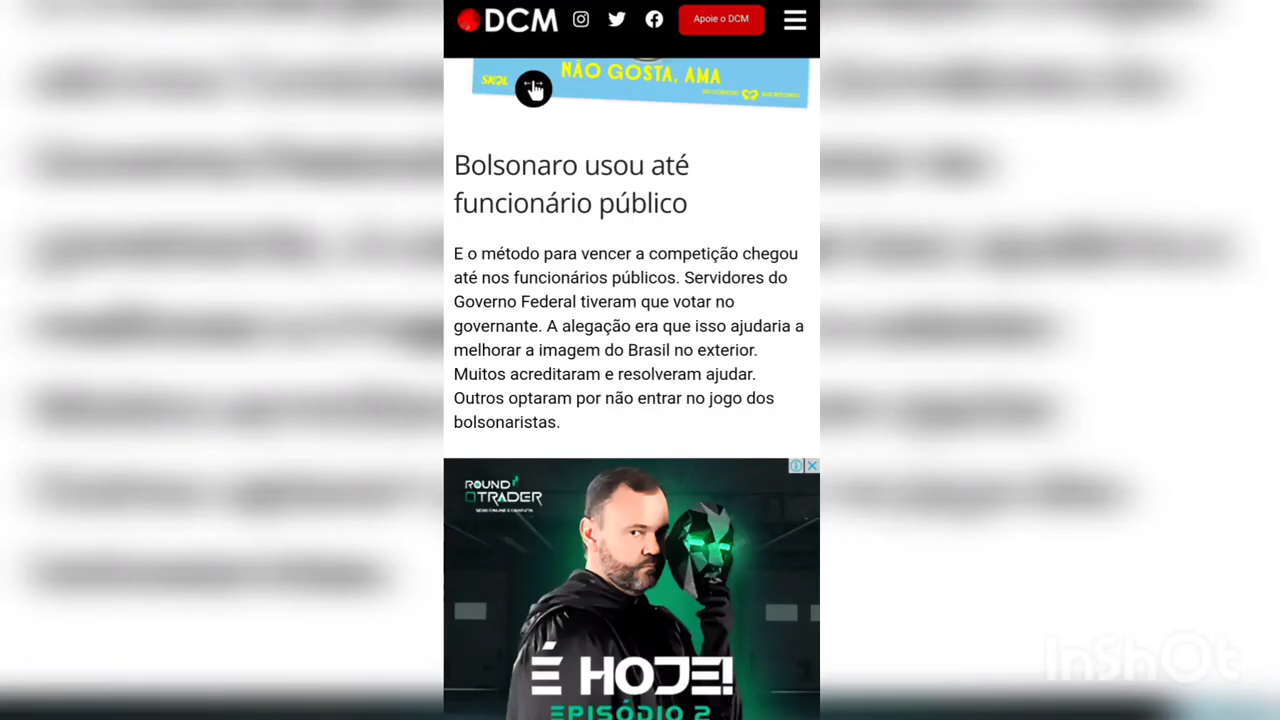 DCM
Apoie o DCM
NÃO GOSTA, AMA
SKOL
Bolsonaro usou até
funcionário público
E o método para vencer a competição chegou
até nos funcionários públicos. Servidores do
Governo Federal tiveram que votar no
governante. A alegação era que isso ajudaria a
melhorar a imagem do Brasil no exterior.
Muitos acreditaram e resolveram ajudar.
Outros optaram por não entrar no jogo dos
bolsonaristas.
ROUND
TRADER
É HOJE!
EPISÓDIO 2
InShOt